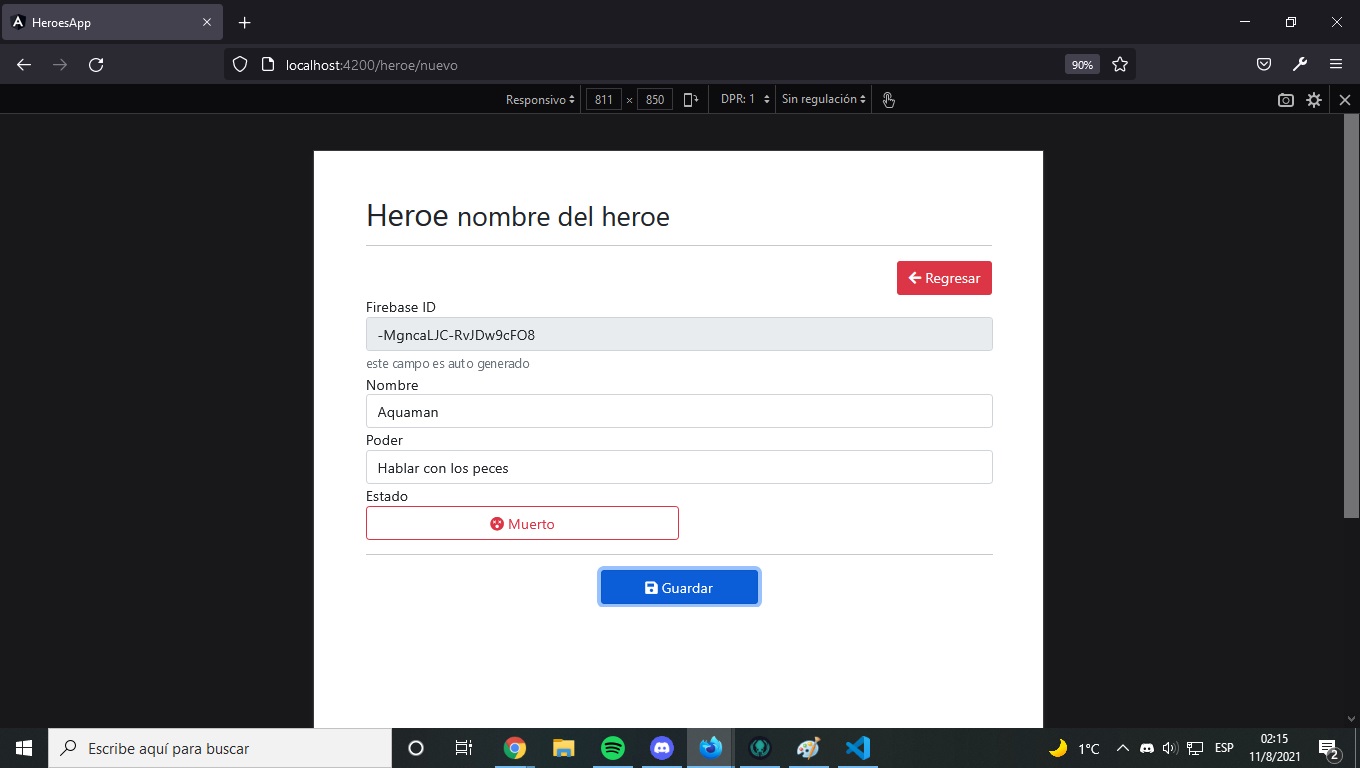 HeroesApp
localhost:4200/heroe/nuevo
90%
Responsivo
811 × 850
DPR: 1
Sin regulación
Heroe nombre del heroe
Regresar
Firebase ID
-MgncaLJC-RvJDw9cFO8
este campo es auto generado
Nombre
Aquaman
Poder
Hablar con los peces
Estado
Muerto
Guardar
Escribe aquí para buscar
1°C
ESP
02:15
11/8/2021
2